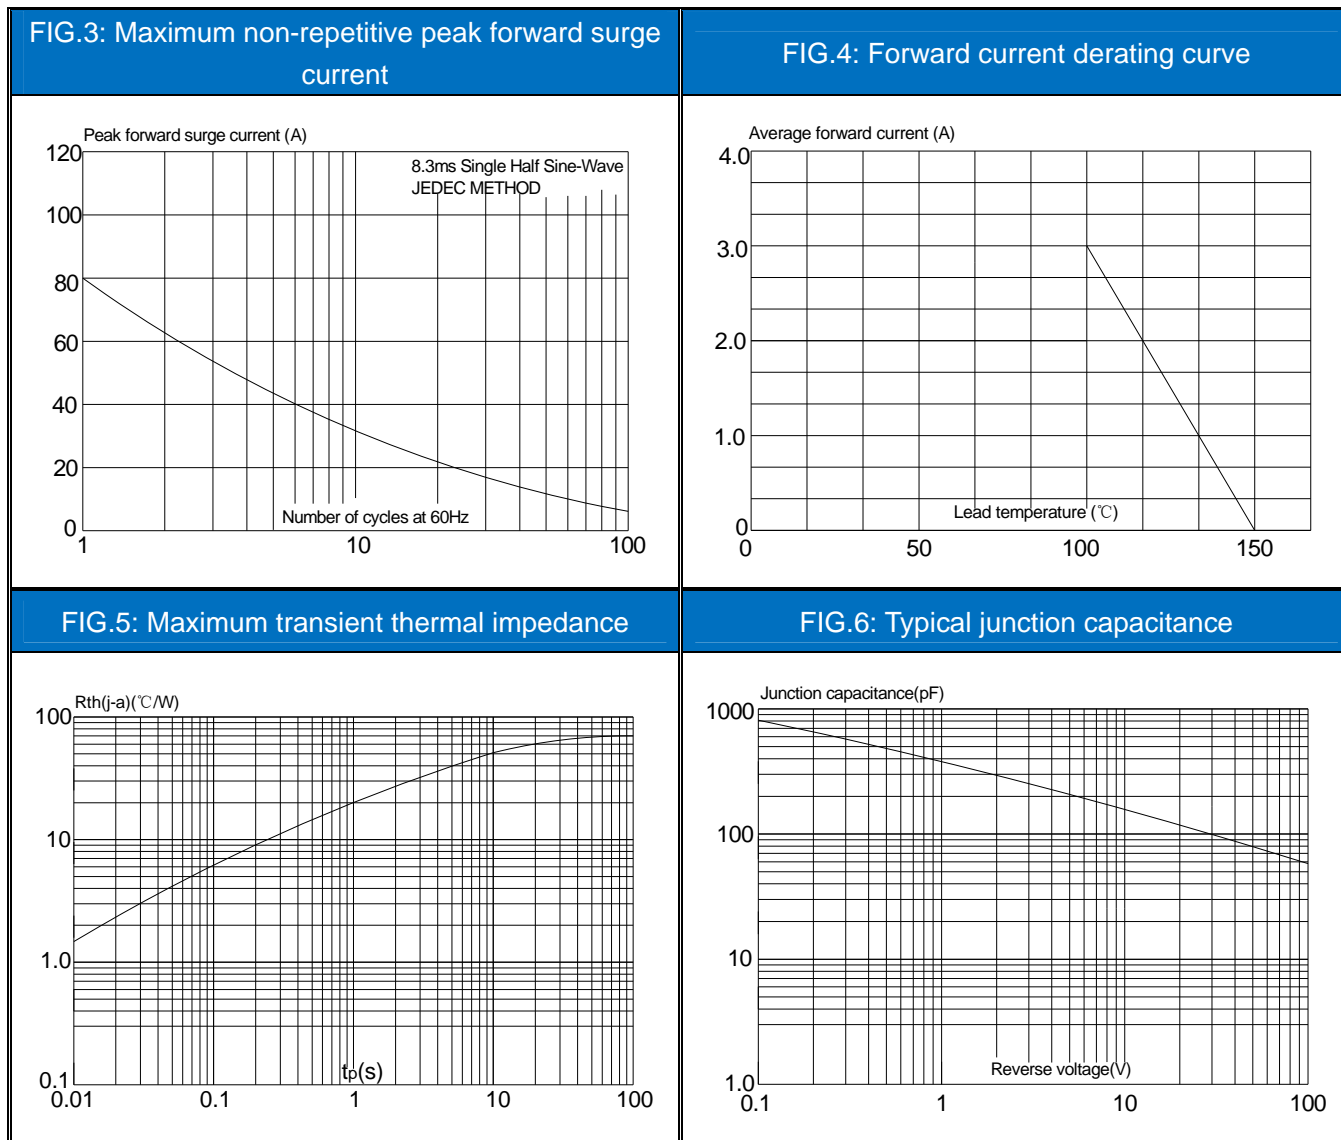 FIG.3: Maximum non-repetitive peak forward surge
current
Peak forward surge current (A)
8.3ms Single Half Sine-Wave
JEDEC METHOD
120
100
80
60
40
20
0
Number of cycles at 60Hz
1
10
100
FIG.4: Forward current derating curve
Average forward current (A)
4.0
3.0
2.0
1.0
0
Lead temperature (℃)
0
50
100
150
FIG.5: Maximum transient thermal impedance
Rth(j-a)(℃/W)
100
10
1.0
0.1
tp(s)
0.01
0.1
1
10
100
FIG.6: Typical junction capacitance
Junction capacitance(pF)
1000
100
10
1.0
Reverse voltage(V)
0.1
1
10
100